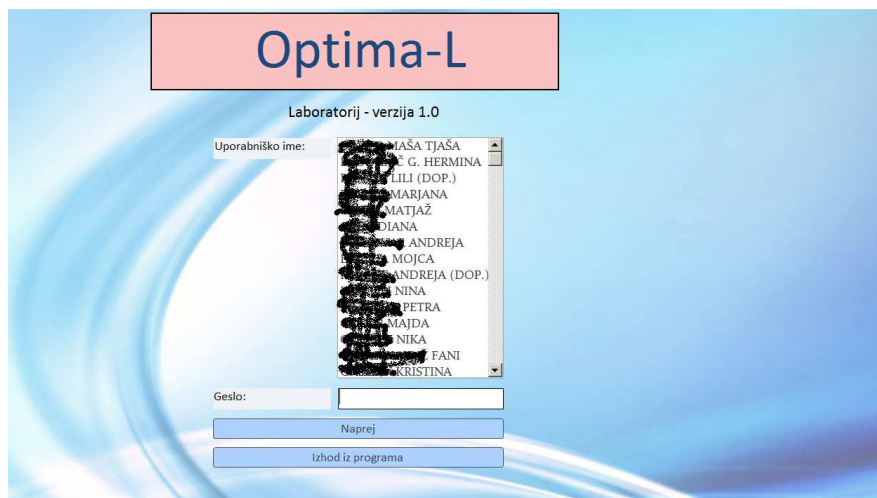 Optima-L
Laboratorij - verzija 1.0
Uporabniško ime:
MAŠA TJAŠA
G. HERMINA
LILI (DOP.)
MARJANA
MATJAŽ
DIANA
ANDREJA
MOJCA
ANDREJA (DOP.)
NINA
PETRA
MAJDA
NIKA
FANI
KRISTINA
Geslo:
Naprej
Izhod iz programa